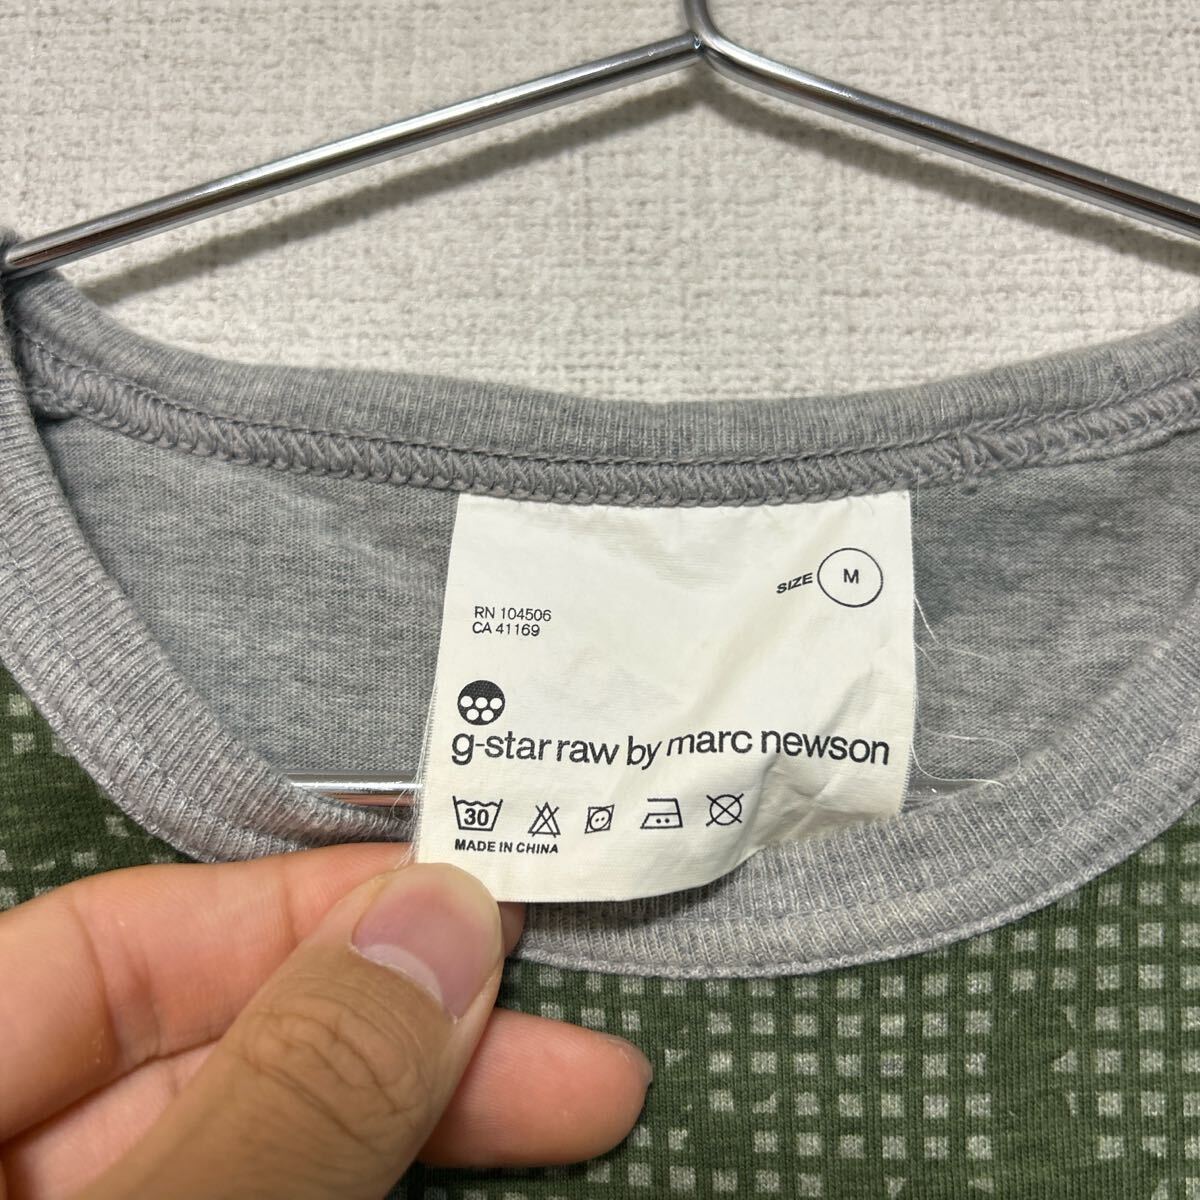 SIZE M
RN 104506
CA 41169
g-star raw by marc newson
30
MADE IN CHINA